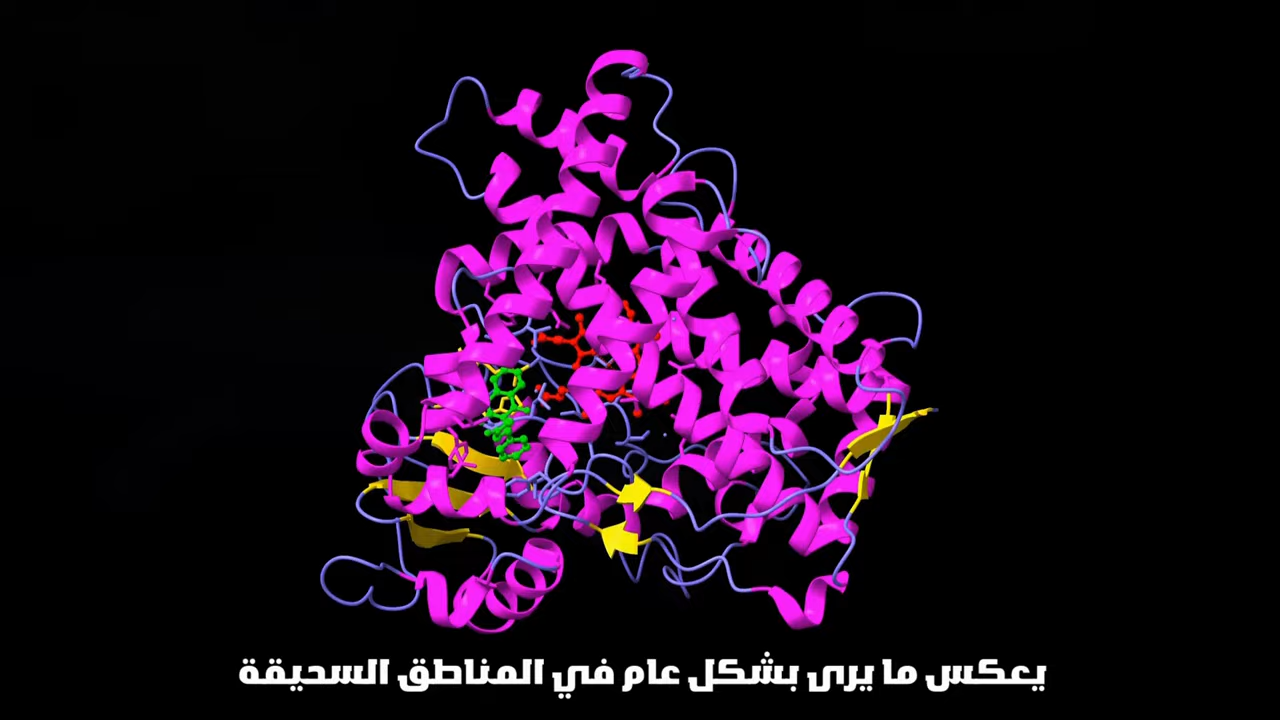 يعكس ما يرى بشكل عام في المناطق السحيقة